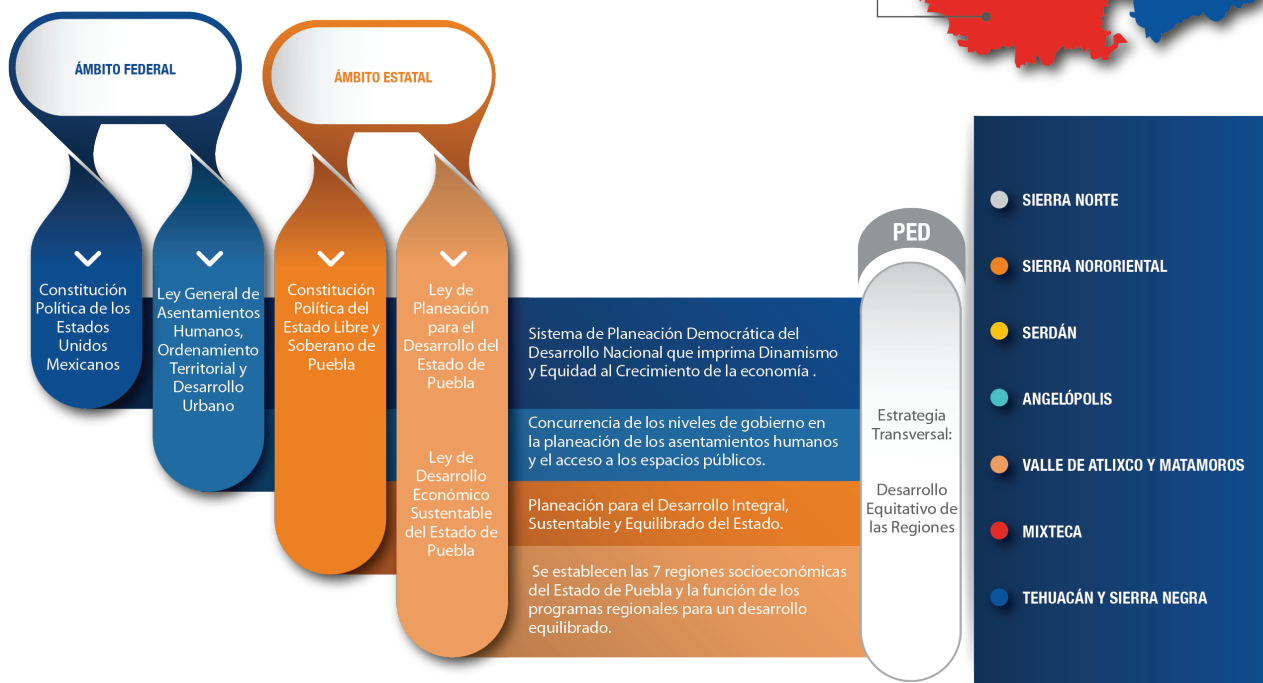 ÁMBITO FEDERAL
ÁMBITO ESTATAL
Constitución
Política de los
Estados
Unidos
Mexicanos
Ley General de
Asentamientos
Humanos,
Ordenamiento
Territorial y
Desarrollo
Urbano
Constitución
Política del
Estado Libre y
Soberano de
Puebla
Ley de
Planeación
para el
Desarrollo del
Estado de
Puebla
Ley de
Desarrollo
Económico
Sustentable
del Estado de
Puebla
Sistema de Planeación Democrática del
Desarrollo Nacional que imprima Dinamismo
y Equidad al Crecimiento de la economía .
Concurrencia de los niveles de gobierno en
la planeación de los asentamientos humanos
y el acceso a los espacios públicos.
Planeación para el Desarrollo Integral,
Sustentable y Equilibrado del Estado.
Se establecen las 7 regiones socioeconómicas
del Estado de Puebla y la función de los
programas regionales para un desarrollo
equilibrado.
PED
Estrategia
Transversal:
Desarrollo
Equitativo de
las Regiones
SIERRA NORTE
SIERRA NORORIENTAL
SERDÁN
ANGELÓPOLIS
VALLE DE ATLIXCO Y MATAMOROS
MIXTECA
TEHUACÁN Y SIERRA NEGRA